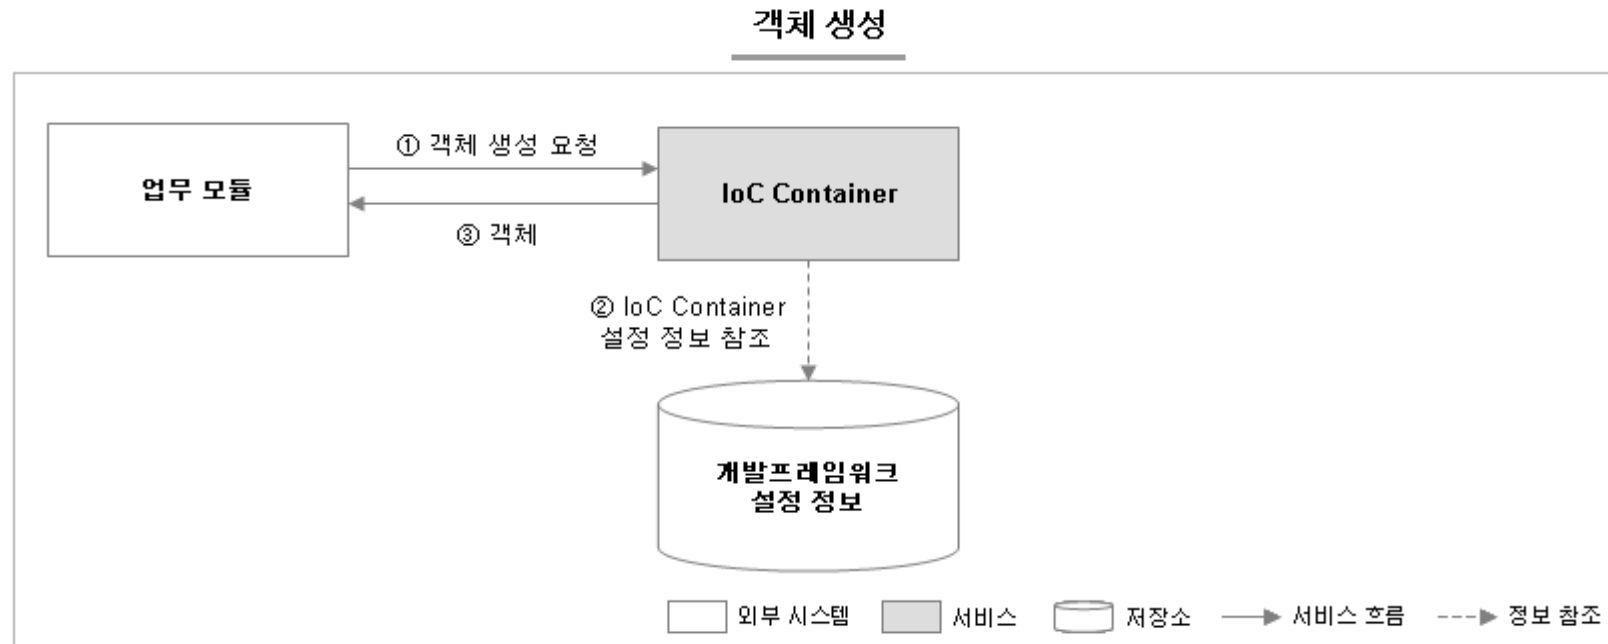 객체 생성
① 객체 생성 요청
업무 모듈
IoC Container
③ 객체
② IoC Container
설정 정보 참조
개발프레임워크
설정 정보
외부 시스템
서비스
저장소
서비스 흐름
정보 참조